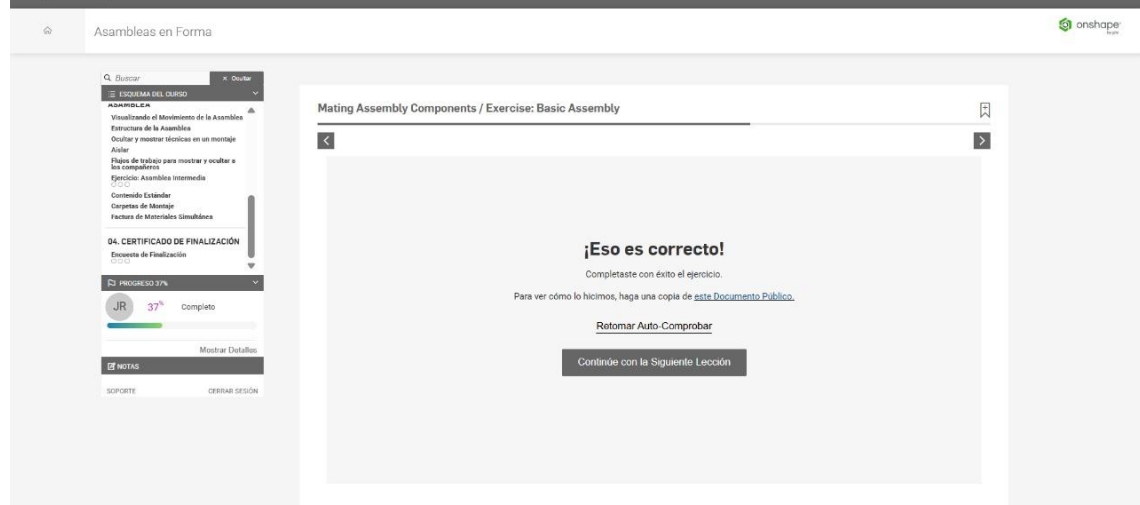 Asambleas en Forma
onshape
Buscar
× Ocultar
ESQUEMA DEL CURSO
ASAMBLEA
Visualizando el Movimiento de la Asamblea
Estructura de la Asamblea
Ocultar y mostrar técnicas en un montaje
Aislar
Flujos de trabajo para mostrar y ocultar a
los compañeros
Ejercicio: Asamblea Intermedia
Contenido Estándar
Carpetas de Montaje
Factura de Materiales Simultánea
04. CERTIFICADO DE FINALIZACIÓN
Encuesta de Finalización
PROGRESO 37%
JR 37% Completo
Mostrar Detalles
NOTAS
SOPORTE
CERRAR SESIÓN
Mating Assembly Components / Exercise: Basic Assembly
¡Eso es correcto!
Completaste con éxito el ejercicio.
Para ver cómo lo hicimos, haga una copia de este Documento Público.
Retomar Auto-Comprobar
Continúe con la Siguiente Lección